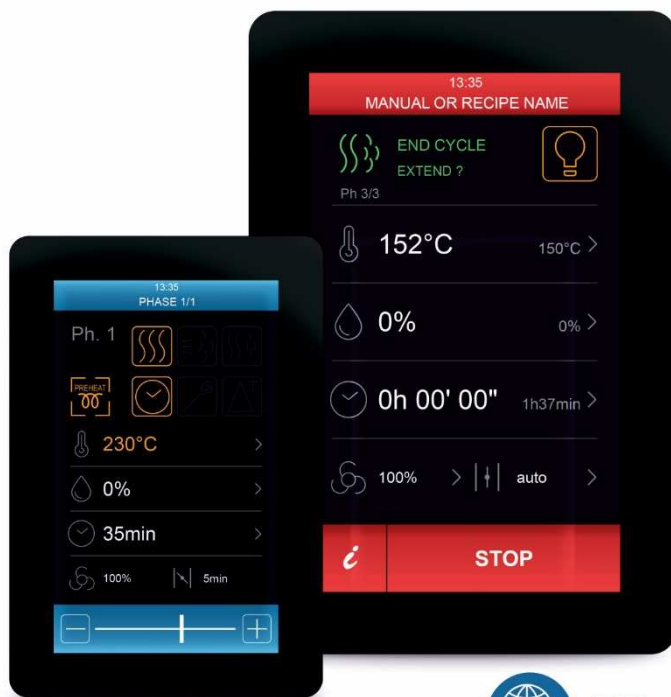 13:35
MANUAL OR RECIPE NAME
END CYCLE
EXTEND ?
Ph 3/3
152°C 150°C >
0% 0% >
0h 00' 00" 1h37min >
100% > auto >
i STOP
13:35
PHASE 1/1
Ph. 1
PREHEAT
230°C >
0% >
35min >
100% 5min
− +